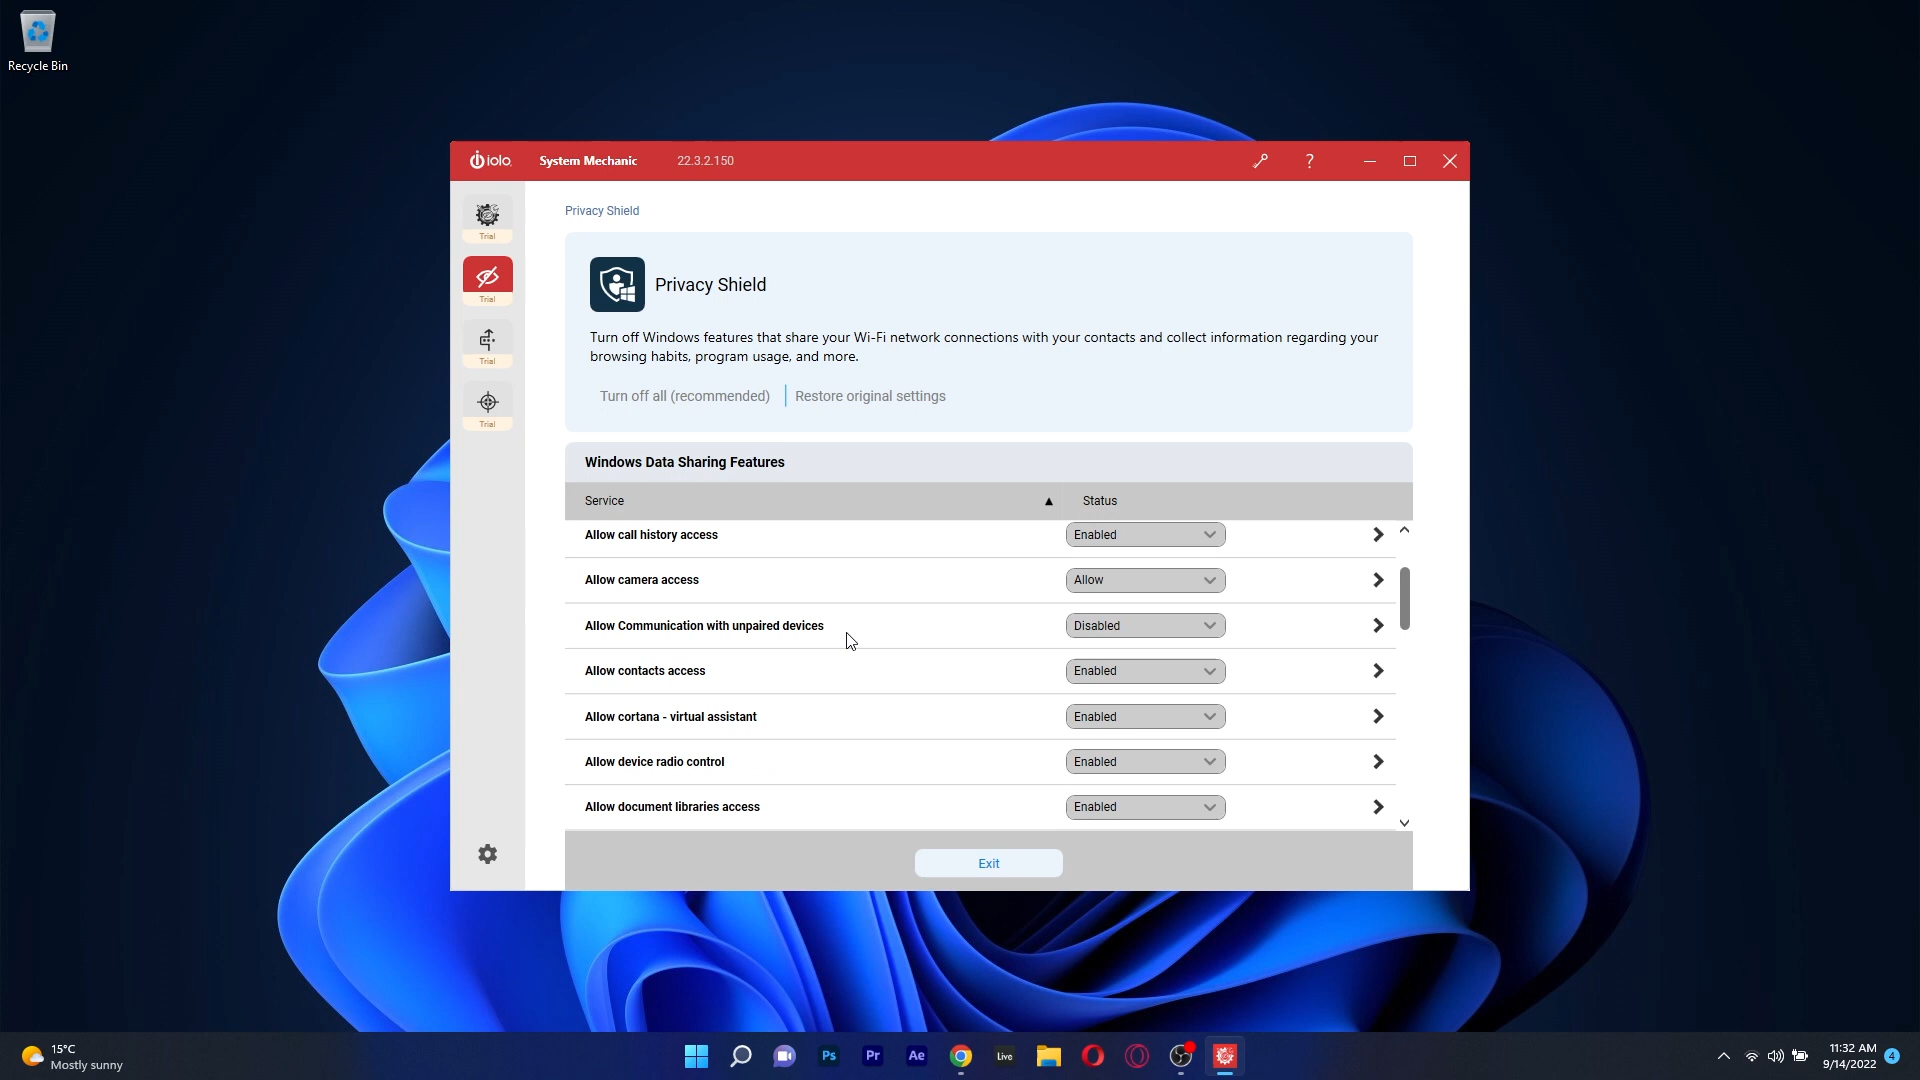 Recycle Bin
iolo
System Mechanic
22.3.2.150
?
Trial
Trial
Trial
Trial
Privacy Shield
Privacy Shield
Turn off Windows features that share your Wi-Fi network connections with your contacts and collect information regarding your
browsing habits, program usage, and more.
Turn off all (recommended)
Restore original settings
Windows Data Sharing Features
Service
Status
Allow call history access
Enabled
Allow camera access
Allow
Allow Communication with unpaired devices
Disabled
Allow contacts access
Enabled
Allow cortana - virtual assistant
Enabled
Allow device radio control
Enabled
Allow document libraries access
Enabled
Exit
15°C
Mostly sunny
Ps
Pr
Ae
Live
11:32 AM
9/14/2022
4